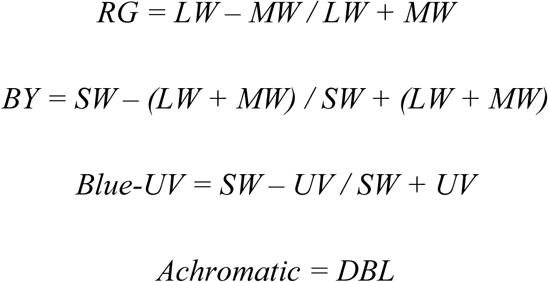 RG = LW – MW / LW + MW
BY = SW – (LW + MW) / SW + (LW + MW)
Blue-UV = SW – UV / SW + UV
Achromatic = DBL